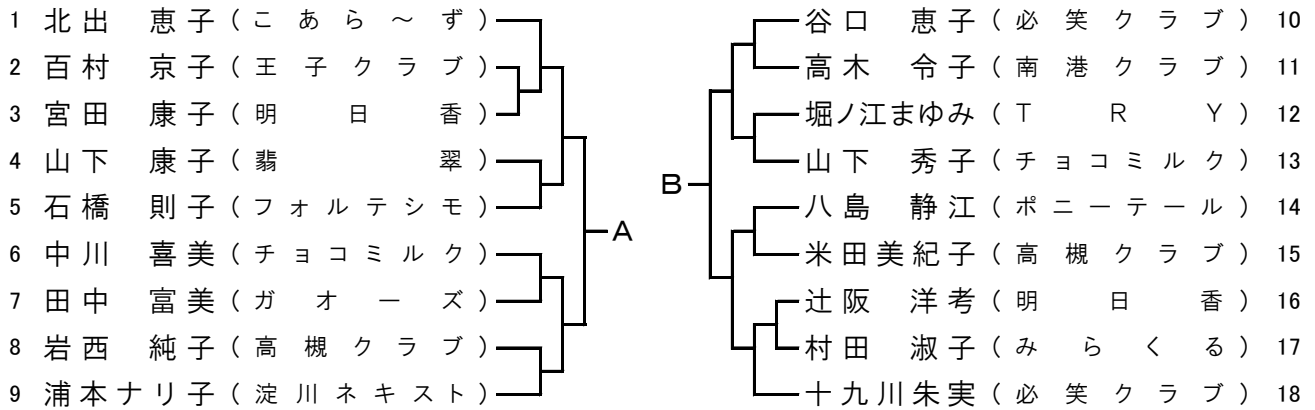 1 北出 恵子(こあら～ず)
2 百村 京子(王子クラブ)
3 宮田 康子(明日香)
4 山下 康子(翡翠)
5 石橋 則子(フォルテシモ)
6 中川 喜美(チョコミルク)
7 田中 富美(ガオーズ)
8 岩西 純子(高槻クラブ)
9 浦本ナリ子(淀川ネキスト)
A
B
谷口 恵子(必笑クラブ) 10
高木 令子(南港クラブ) 11
堀ノ江まゆみ(TRY) 12
山下 秀子(チョコミルク) 13
八島 静江(ポニーテール) 14
米田美紀子(高槻クラブ) 15
辻阪 洋考(明日香) 16
村田 淑子(みらくる) 17
十九川朱実(必笑クラブ) 18